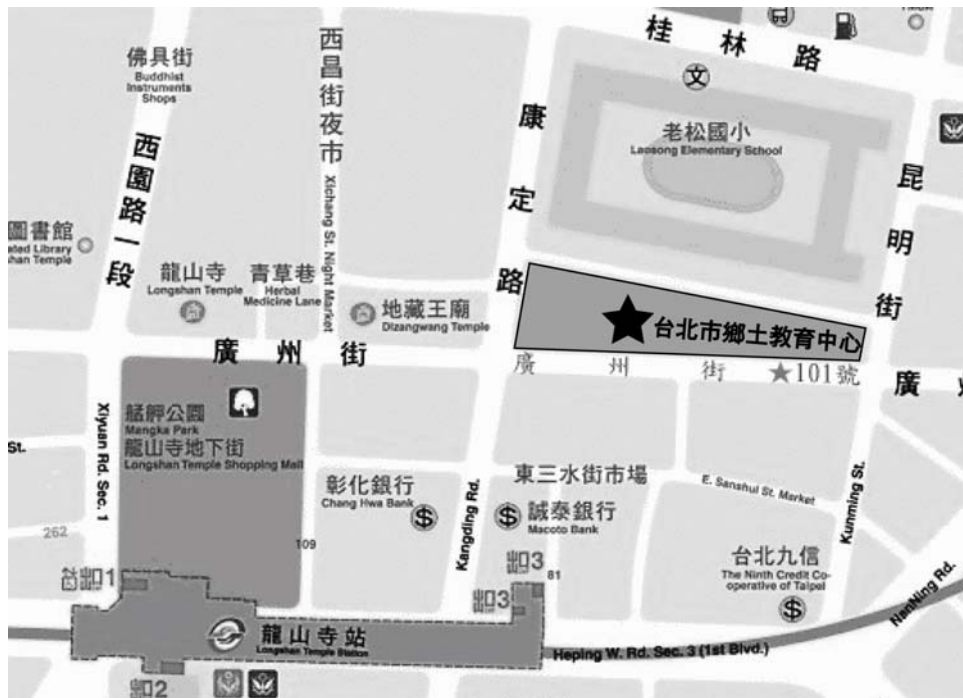 桂林路
佛具街
Buddhist
Instruments
Shops
西昌街夜市
Xichang St. Night Market
文
康定路
老松國小
Laosong Elementary School
昆明街
西園路一段
圖書館
ated Library
shan Temple
龍山寺
Longshan Temple
青草巷
Herbal
Medicine Lane
地藏王廟
Dizangwang Temple
台北市鄉土教育中心
廣州街
廣州街
★101號
廣
艋舺公園
Mangka Park
龍山寺地下街
Longshan Temple Shopping Mall
Xiyuan Rd. Sec. 1
St.
262
109
彰化銀行
Chang Hwa Bank
$
Kangding Rd.
東三水街市場
E. Sanshui St. Market
$
誠泰銀行
Macoto Bank
Kunming St.
台北九信
The Ninth Credit Co-
operative of Taipei
$
NanNing Rd.
出口1
出口3
出口3
81
龍山寺站
Longshan Temple Station
Heping W. Rd. Sec. 3 (1st Blvd.)
出口2